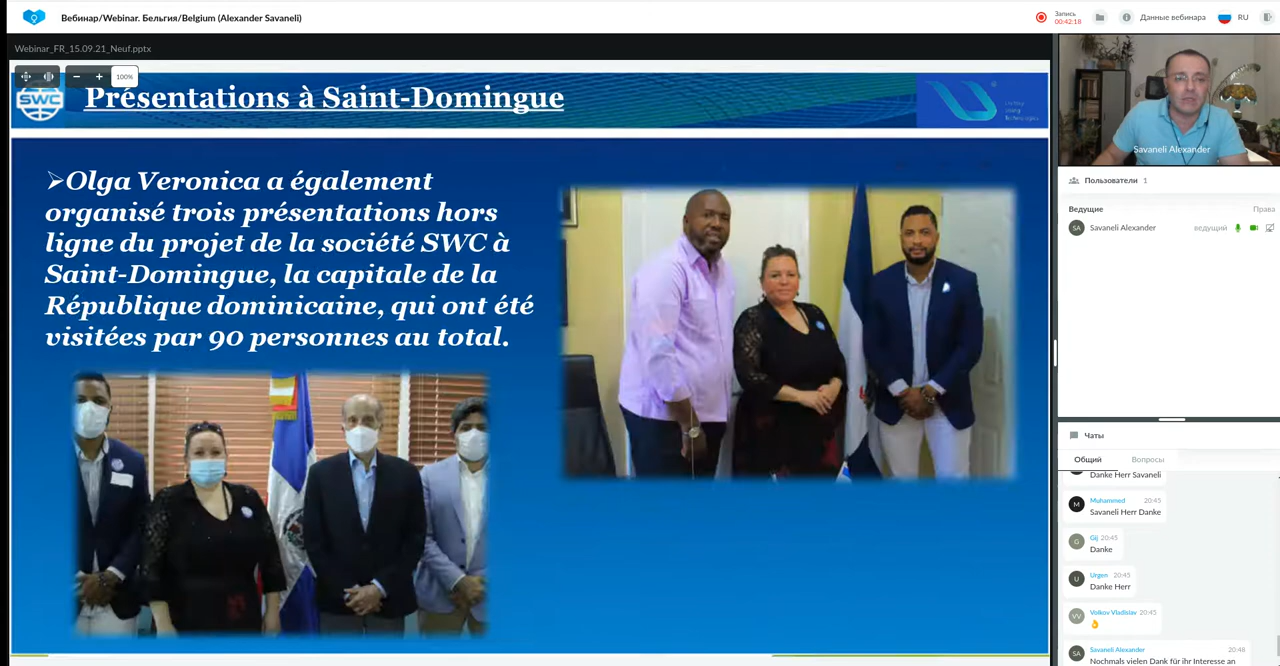 Вебинар/Webinar. Бельгия/Belgium (Alexander Savaneli)
Запись
00:42:18
Данные вебинара
RU
Webinar_FR_15.09.21_Neuf.pptx
100%
SWC
Présentations à Saint-Domingue
➢Olga Veronica a également
organisé trois présentations hors
ligne du projet de la société SWC à
Saint-Domingue, la capitale de la
République dominicaine, qui ont été
visitées par 90 personnes au total.
Savaneli Alexander
Пользователи 1
Ведущие Права
SA Savaneli Alexander ведущий
Чаты
Общий Вопросы
Danke Herr Savaneli
M Muhammed 20:45
Savaneli Herr Danke
G Gij 20:45
Danke
U Urgen 20:45
Danke Herr
VV Volkov Vladislav 20:45
👌
SA Savaneli Alexander 20:48
Nochmals vielen Dank für ihr Interesse an